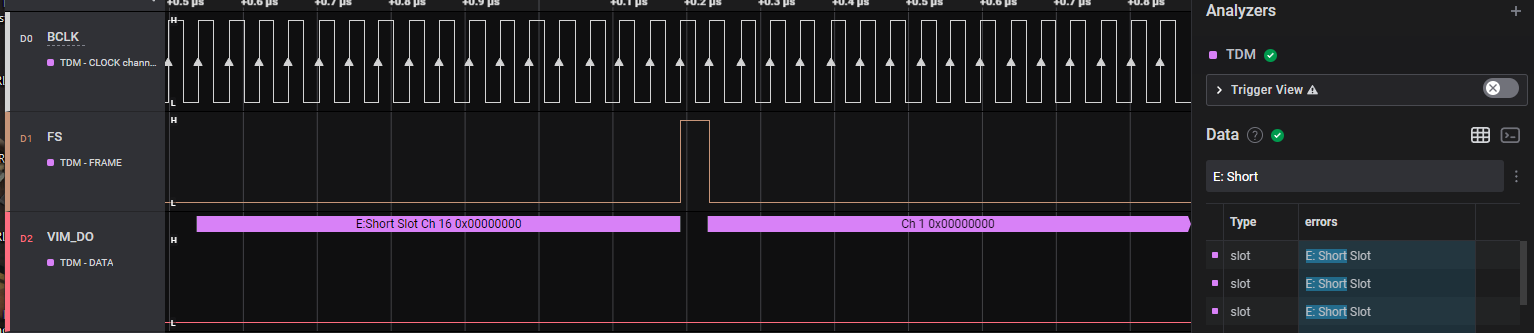 +0.5 µs +0.6 µs +0.7 µs +0.8 µs +0.9 µs +0.1 µs +0.2 µs +0.3 µs +0.4 µs +0.5 µs +0.6 µs +0.7 µs +0.8 µs
Analyzers
D0 BCLK
TDM - CLOCK chann...
H
L
TDM
Trigger View
D1 FS
TDM - FRAME
H
L
Data
E: Short
D2 VIM_DO
TDM - DATA
H
L
E:Short Slot Ch 16 0x00000000
Ch 1 0x00000000
Type errors
slot E: Short Slot
slot E: Short Slot
slot E: Short Slot